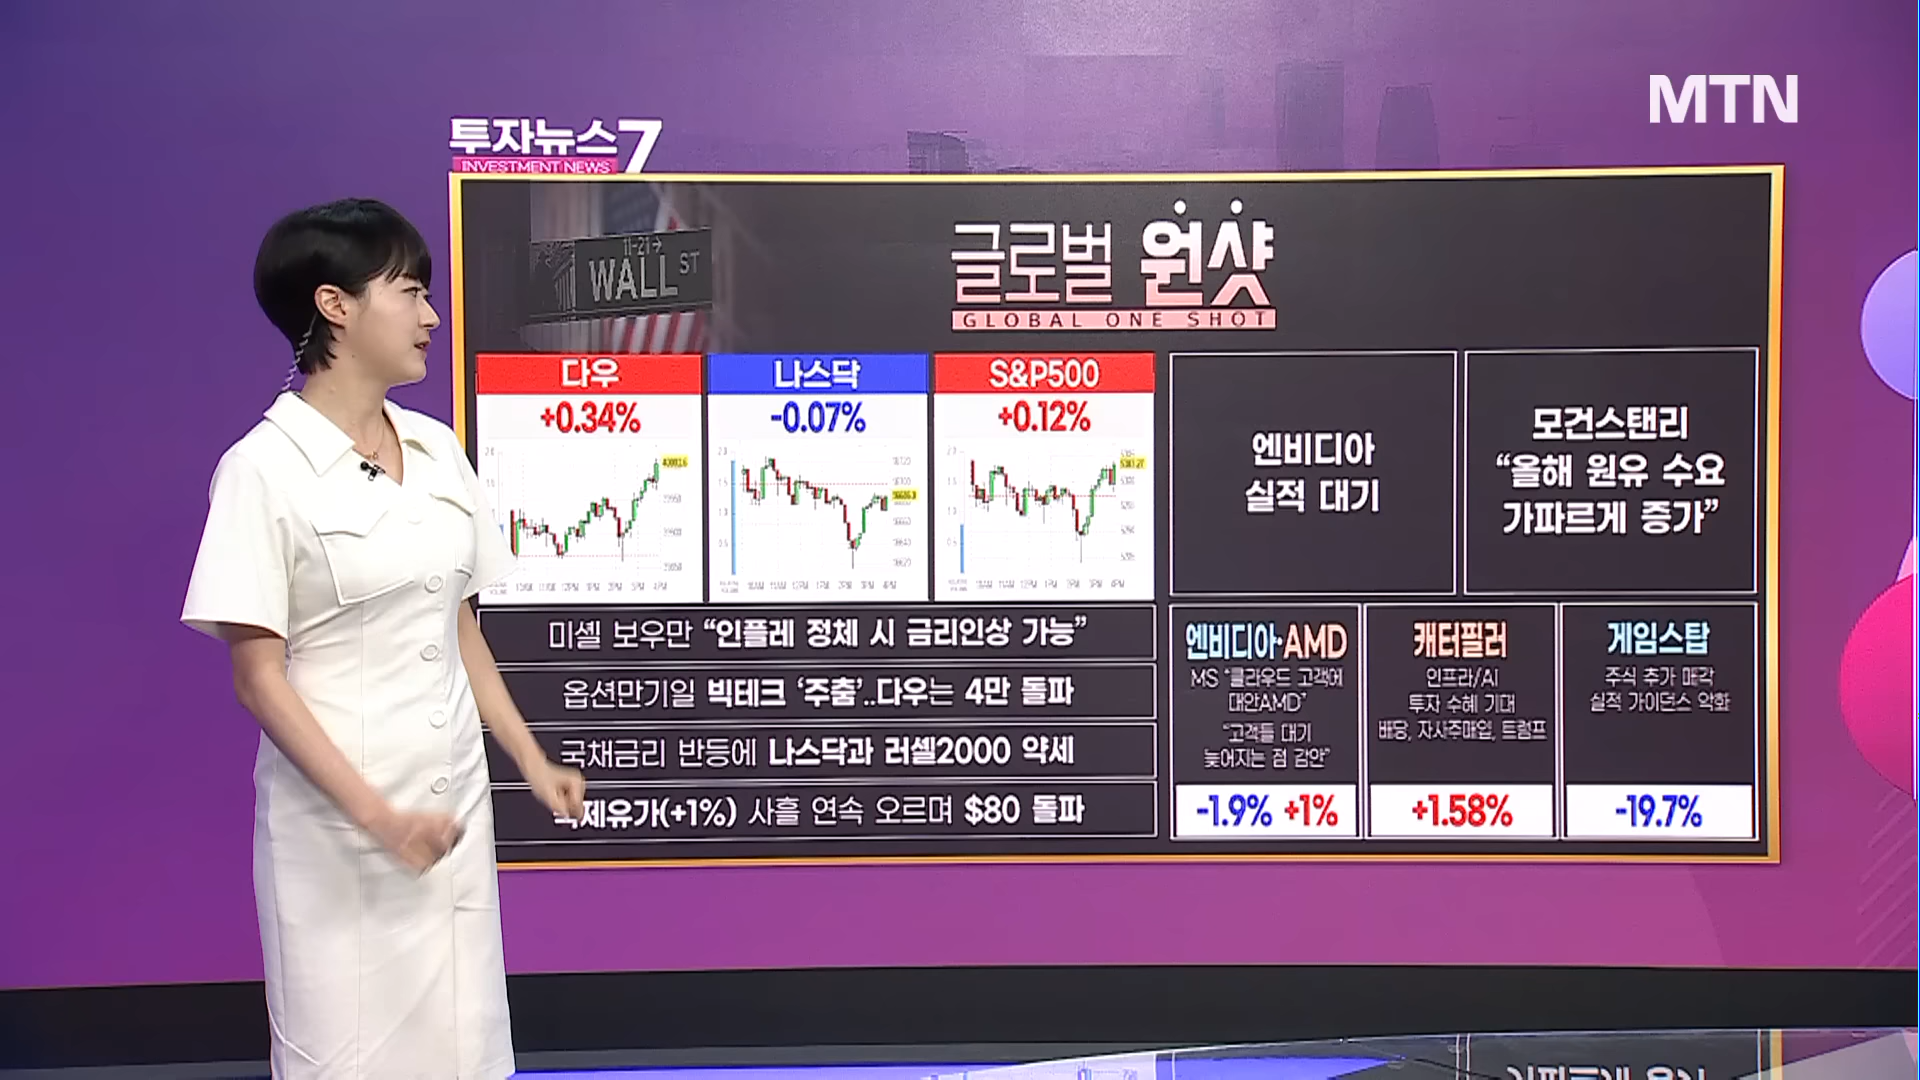 MTN
투자뉴스7
INVESTMENT NEWS
11-21→
WALL ST
글로벌 원샷
GLOBAL ONE SHOT
다우
+0.34%
나스닥
-0.07%
S&P500
+0.12%
엔비디아
실적 대기
모건스탠리
“올해 원유 수요
가파르게 증가”
미셸 보우만 “인플레 정체 시 금리인상 가능”
옵션만기일 빅테크 ‘주춤’..다우는 4만 돌파
국채금리 반등에 나스닥과 러셀2000 약세
국제유가(+1%) 사흘 연속 오르며 $80 돌파
엔비디아·AMD
MS “클라우드 고객에
대안AMD”
“고객들 대기
늦어지는 점 감안”
-1.9% +1%
캐터필러
인프라/AI
투자 수혜 기대
배당, 자사주매입, 트럼프
+1.58%
게임스탑
주식 추가 매각
실적 가이던스 악화
-19.7%